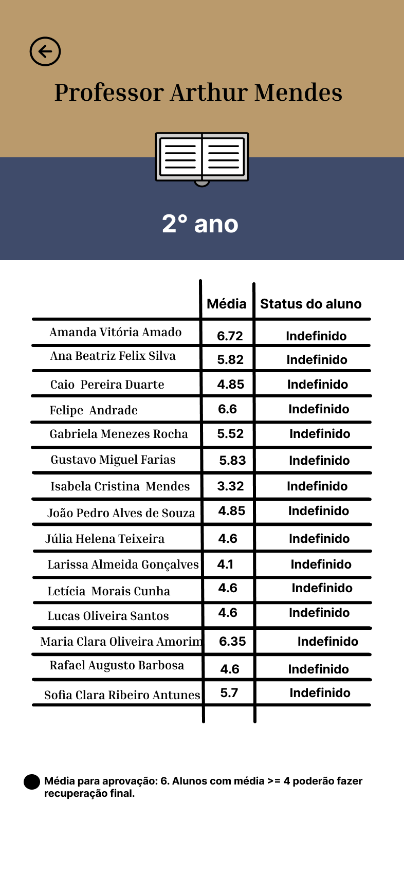 Professor Arthur Mendes
2° ano
Média Status do aluno
Amanda Vitória Amado 6.72 Indefinido
Ana Beatriz Felix Silva 5.82 Indefinido
Caio Pereira Duarte 4.85 Indefinido
Felipe Andrade 6.6 Indefinido
Gabriela Menezes Rocha 5.52 Indefinido
Gustavo Miguel Farias 5.83 Indefinido
Isabela Cristina Mendes 3.32 Indefinido
João Pedro Alves de Souza 4.85 Indefinido
Júlia Helena Teixeira 4.6 Indefinido
Larissa Almeida Gonçalves 4.1 Indefinido
Letícia Morais Cunha 4.6 Indefinido
Lucas Oliveira Santos 4.6 Indefinido
Maria Clara Oliveira Amorim 6.35 Indefinido
Rafael Augusto Barbosa 4.6 Indefinido
Sofia Clara Ribeiro Antunes 5.7 Indefinido
Média para aprovação: 6. Alunos com média >= 4 poderão fazer
recuperação final.